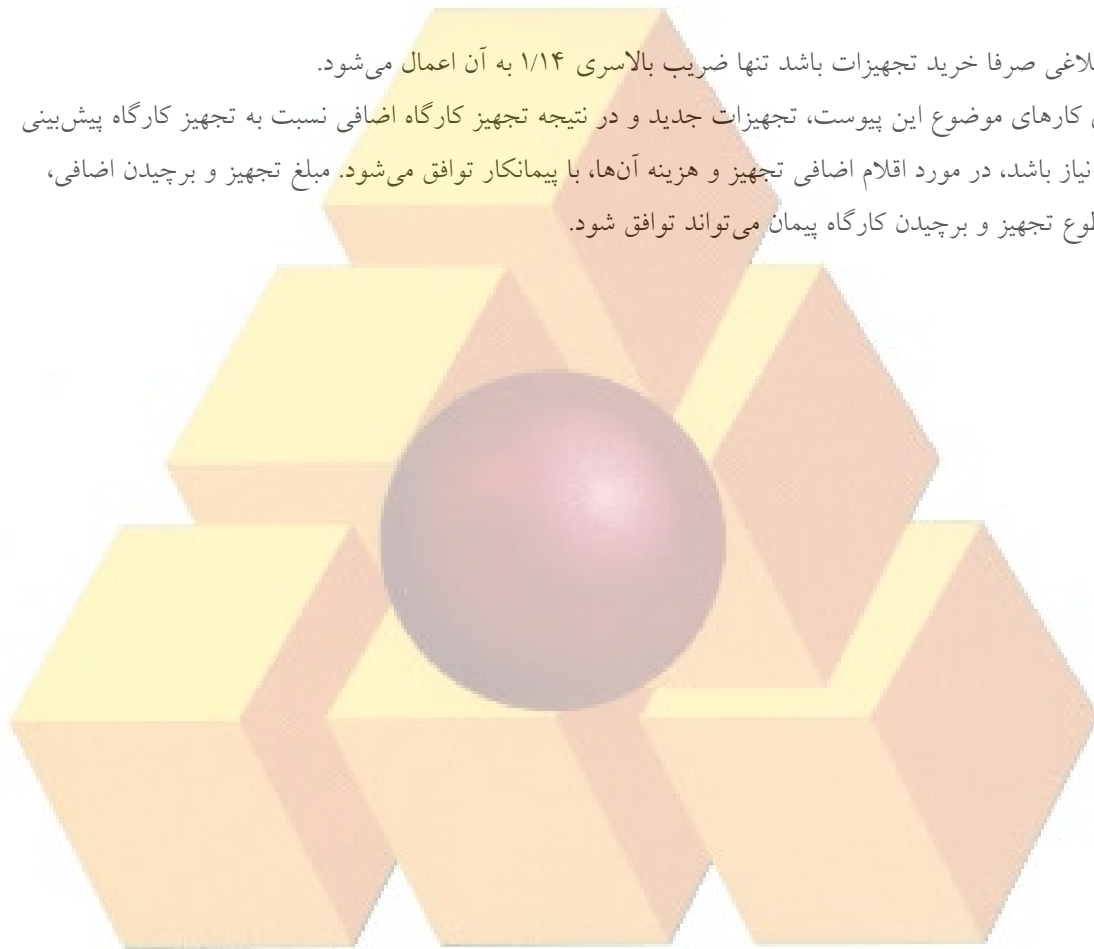 لاغی صرفا خرید تجهیزات باشد تنها ضریب بالاسری ۱/۱۴ به آن اعمال می‌شود.
کارهای موضوع این پیوست، تجهیزات جدید و در نتیجه تجهیز کارگاه اضافی نسبت به تجهیز کارگاه پیش‌بینی
نیاز باشد، در مورد اقلام اضافی تجهیز و هزینه آن‌ها، با پیمانکار توافق می‌شود. مبلغ تجهیز و برچیدن اضافی،
طوع تجهیز و برچیدن کارگاه پیمان می‌تواند توافق شود.